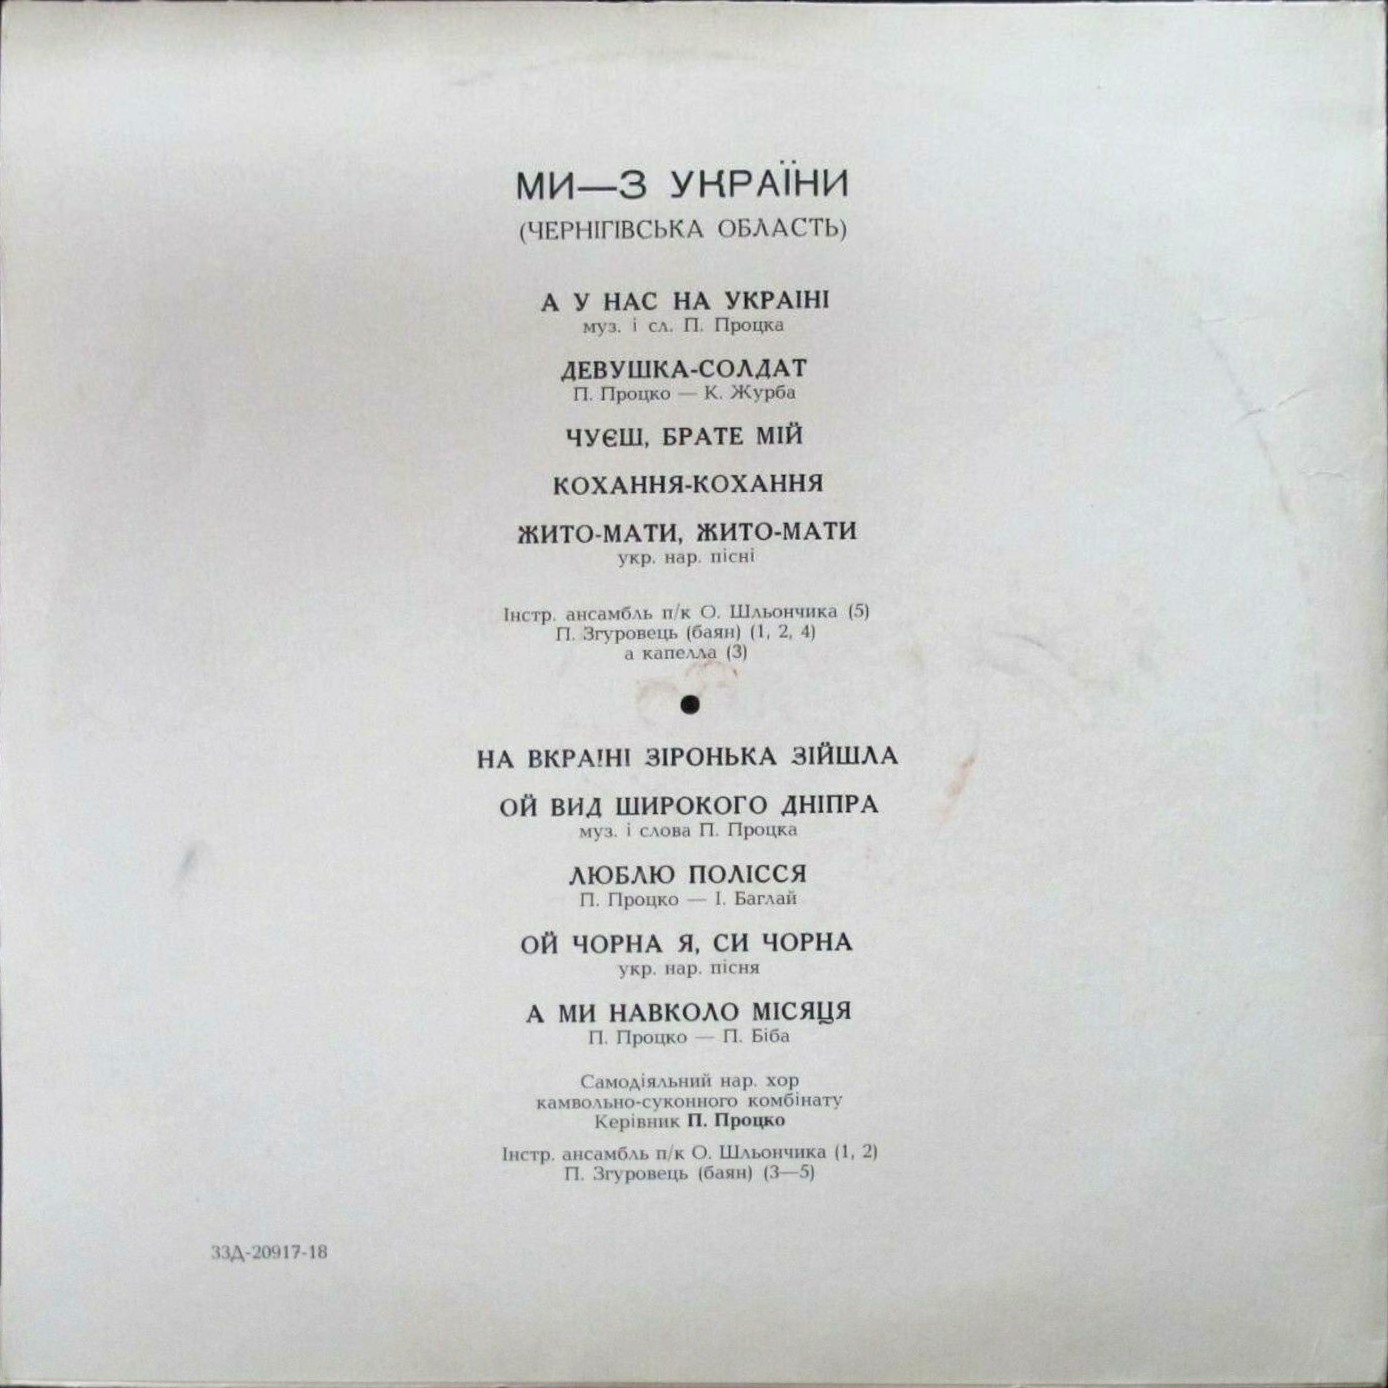 МИ—З УКРАЇНИ
(ЧЕРНІГІВСЬКА ОБЛАСТЬ)
А У НАС НА УКРАІНІ
муз. і сл. П. Процка
ДЕВУШКА-СОЛДАТ
П. Процко — К. Журба
ЧУЄШ, БРАТЕ МІЙ
КОХАННЯ-КОХАННЯ
ЖИТО-МАТИ, ЖИТО-МАТИ
укр. нар. пісні
Інстр. ансамбль п/к О. Шльончика (5)
П. Згуровець (баян) (1, 2, 4)
а капелла (3)
НА ВКРАЇНІ ЗІРОНЬКА ЗІЙШЛА
ОЙ ВИД ШИРОКОГО ДНІПРА
муз. і слова П. Процка
ЛЮБЛЮ ПОЛІССЯ
П. Процко — І. Баглай
ОЙ ЧОРНА Я, СИ ЧОРНА
укр. нар. пісня
А МИ НАВКОЛО МІСЯЦЯ
П. Процко — П. Біба
Самодіяльний нар. хор
камвольно-суконного комбінату
Керівник П. Процко
Інстр. ансамбль п/к О. Шльончика (1, 2)
П. Згуровець (баян) (3—5)
33Д-20917-18